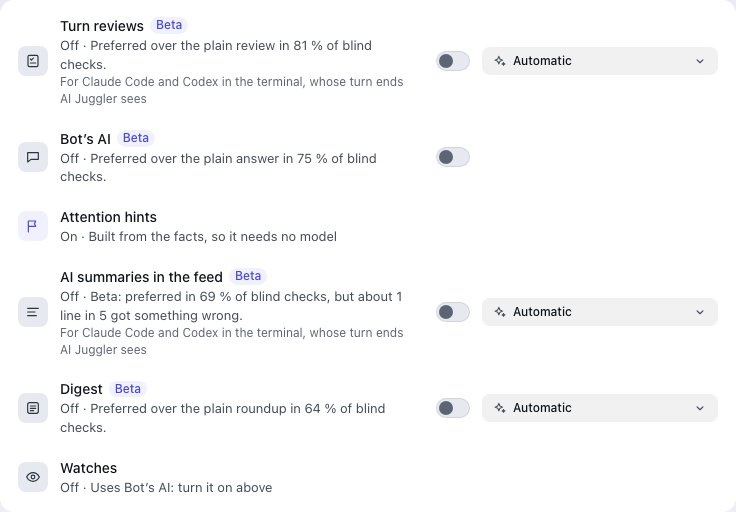 Turn reviews Beta
Off · Preferred over the plain review in 81 % of blind
checks.
For Claude Code and Codex in the terminal, whose turn ends
AI Juggler sees
Automatic
Bot’s AI Beta
Off · Preferred over the plain answer in 75 % of blind
checks.
Attention hints
On · Built from the facts, so it needs no model
AI summaries in the feed Beta
Off · Beta: preferred in 69 % of blind checks, but about 1
line in 5 got something wrong.
For Claude Code and Codex in the terminal, whose turn ends
AI Juggler sees
Automatic
Digest Beta
Off · Preferred over the plain roundup in 64 % of blind
checks.
Automatic
Watches
Off · Uses Bot’s AI: turn it on above